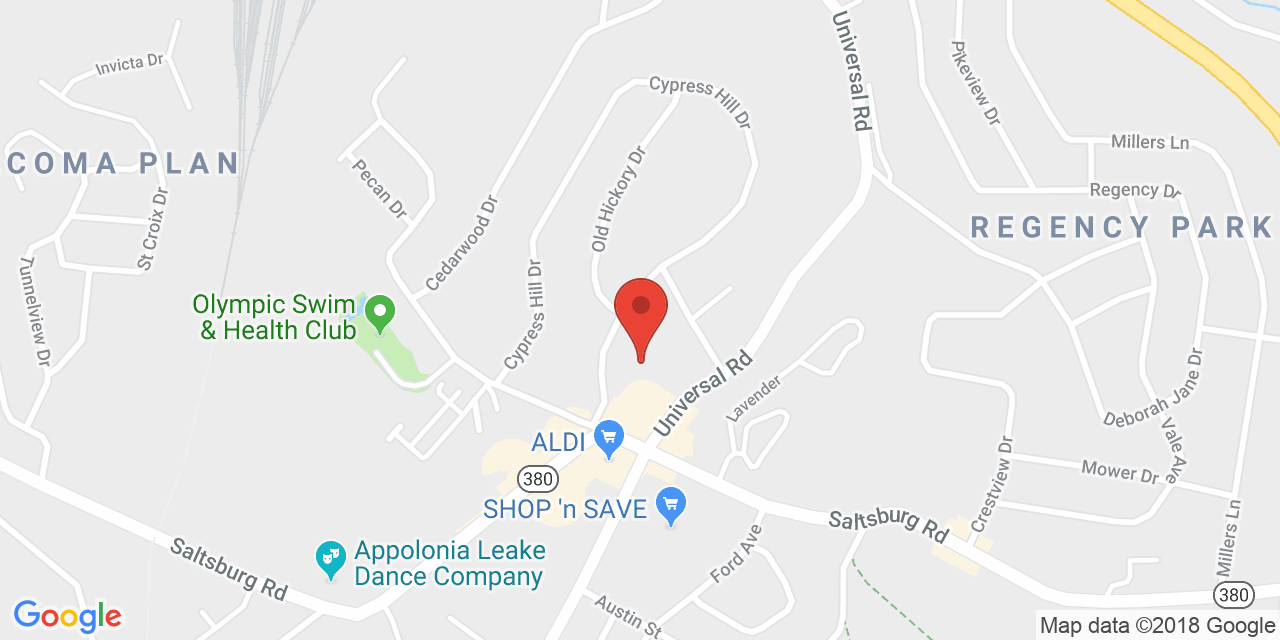 Universal Rd
Pikeview Dr
Invicta Dr
Cypress Hill Dr
Millers Ln
COMA PLAN
Pecan Dr
Regency Dr
Old Hickory Dr
St Croix Dr
Cedarwood Dr
REGENCY PARK
Tunnelview Dr
Olympic Swim
& Health Club
Cypress Hill Dr
Universal Rd
Lavender
Deborah Jane Dr
ALDI
Vale Ave
380
Mower Dr
Crestview Dr
SHOP 'n SAVE
Saltsburg Rd
Millers Ln
Ford Ave
Saltsburg Rd
Appolonia Leake
Dance Company
Austin St
380
Google
Map data ©2018 Google